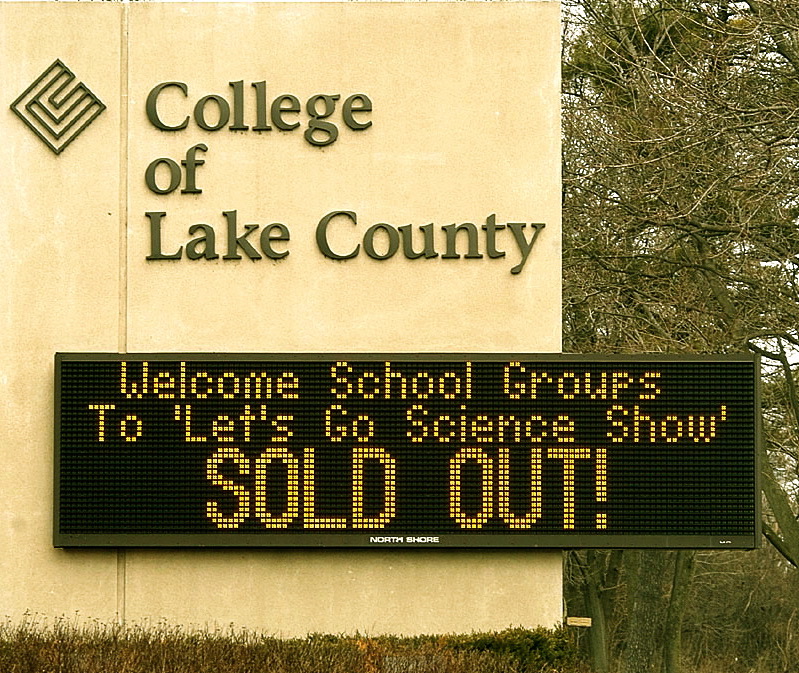 College
of
Lake County
Welcome School Groups
To 'Let's Go Science Show'
SOLD OUT!
NORTH SHORE